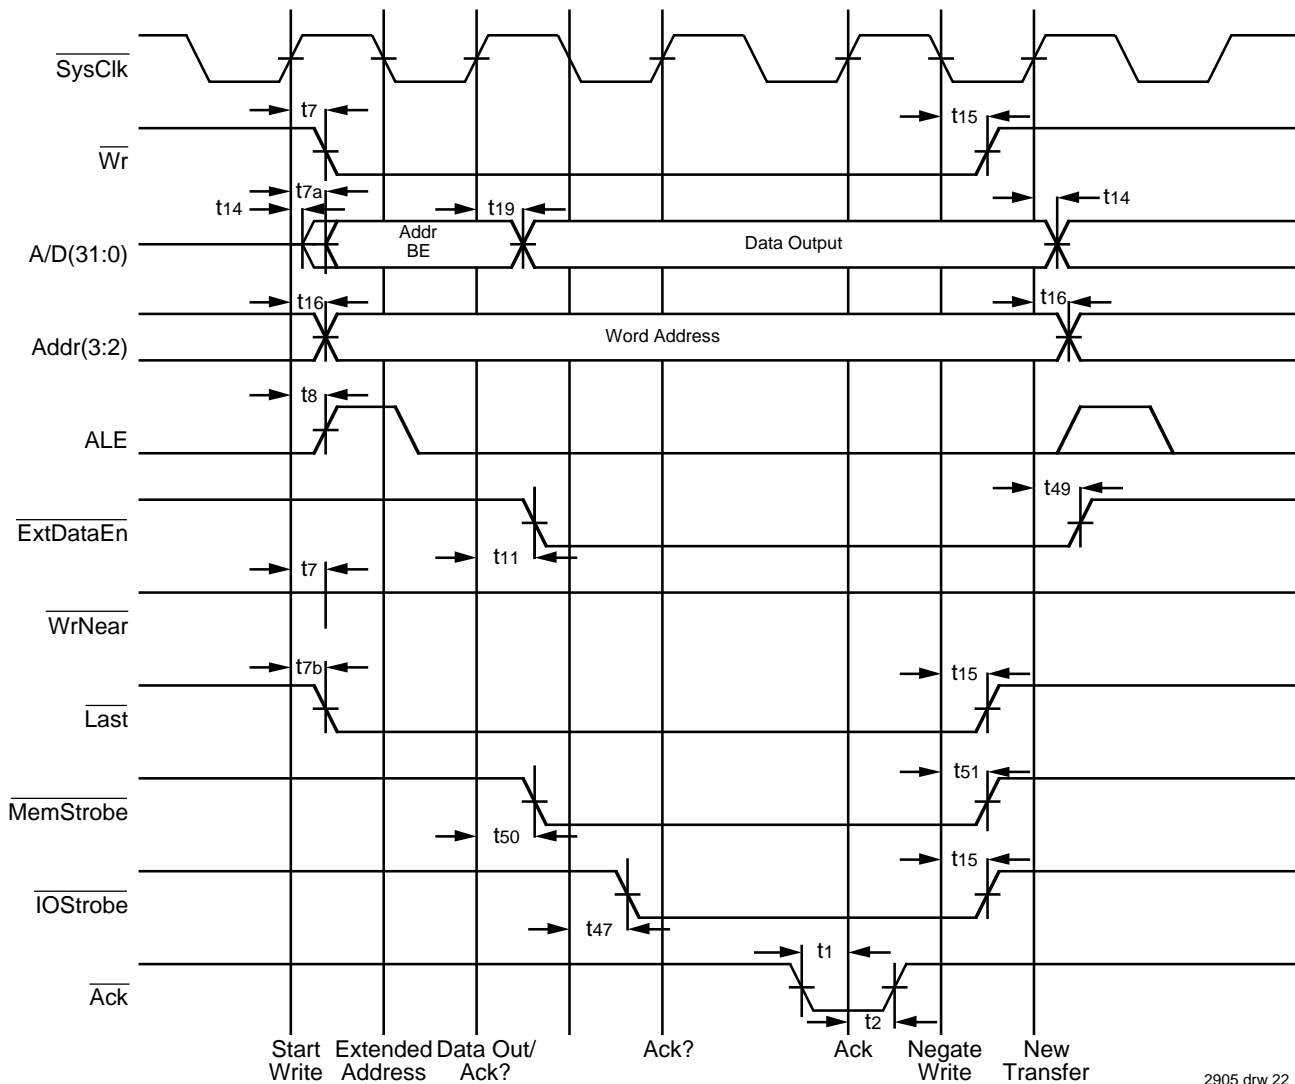 SysClk
t7
t15
Wr
t7a
t14
t19
t14
A/D(31:0)
Addr
BE
Data Output
t16
t16
Addr(3:2)
Word Address
t8
ALE
t49
ExtDataEn
t11
t7
WrNear
t7b
t15
Last
t51
MemStrobe
t50
t15
IOStrobe
t47
t1
Ack
t2
Start
Write
Extended
Address
Data Out/
Ack?
Ack?
Ack
Negate
Write
New
Transfer
2905 drw 22